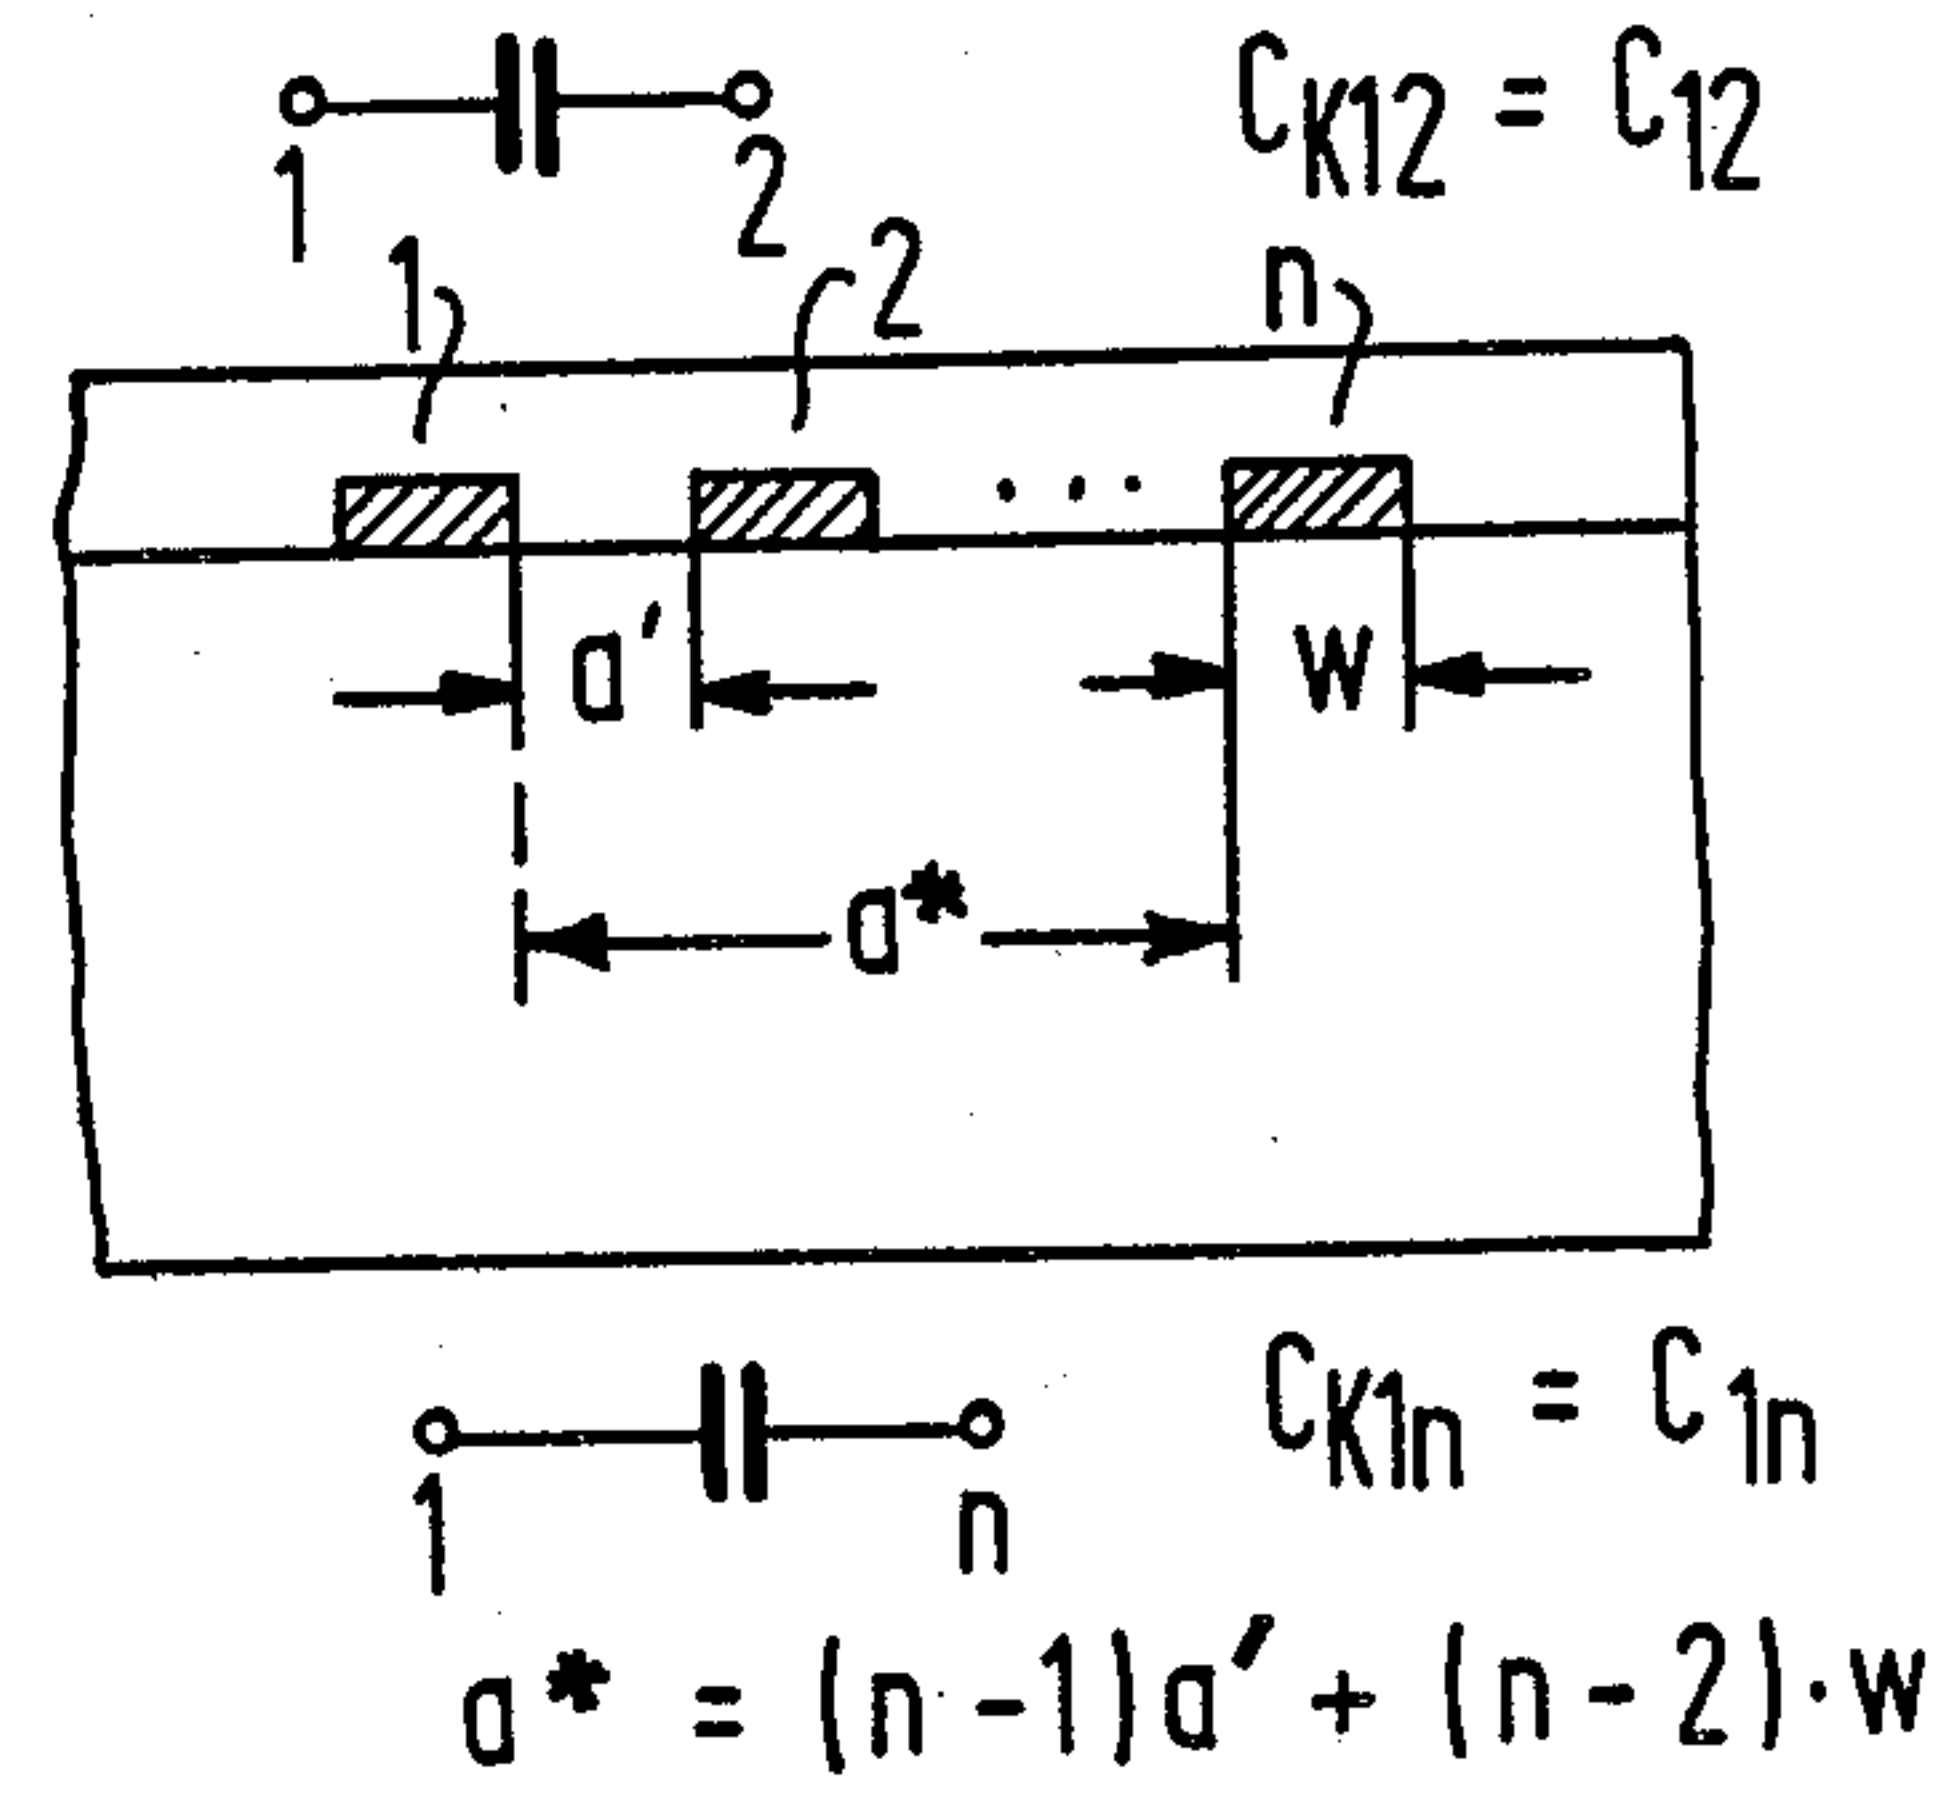 C_K12 = C_12
1 2
1 2 n
a′ w
a*
C_K1n = C_1n
1 n
a* = (n-1)a′ + (n-2)·w